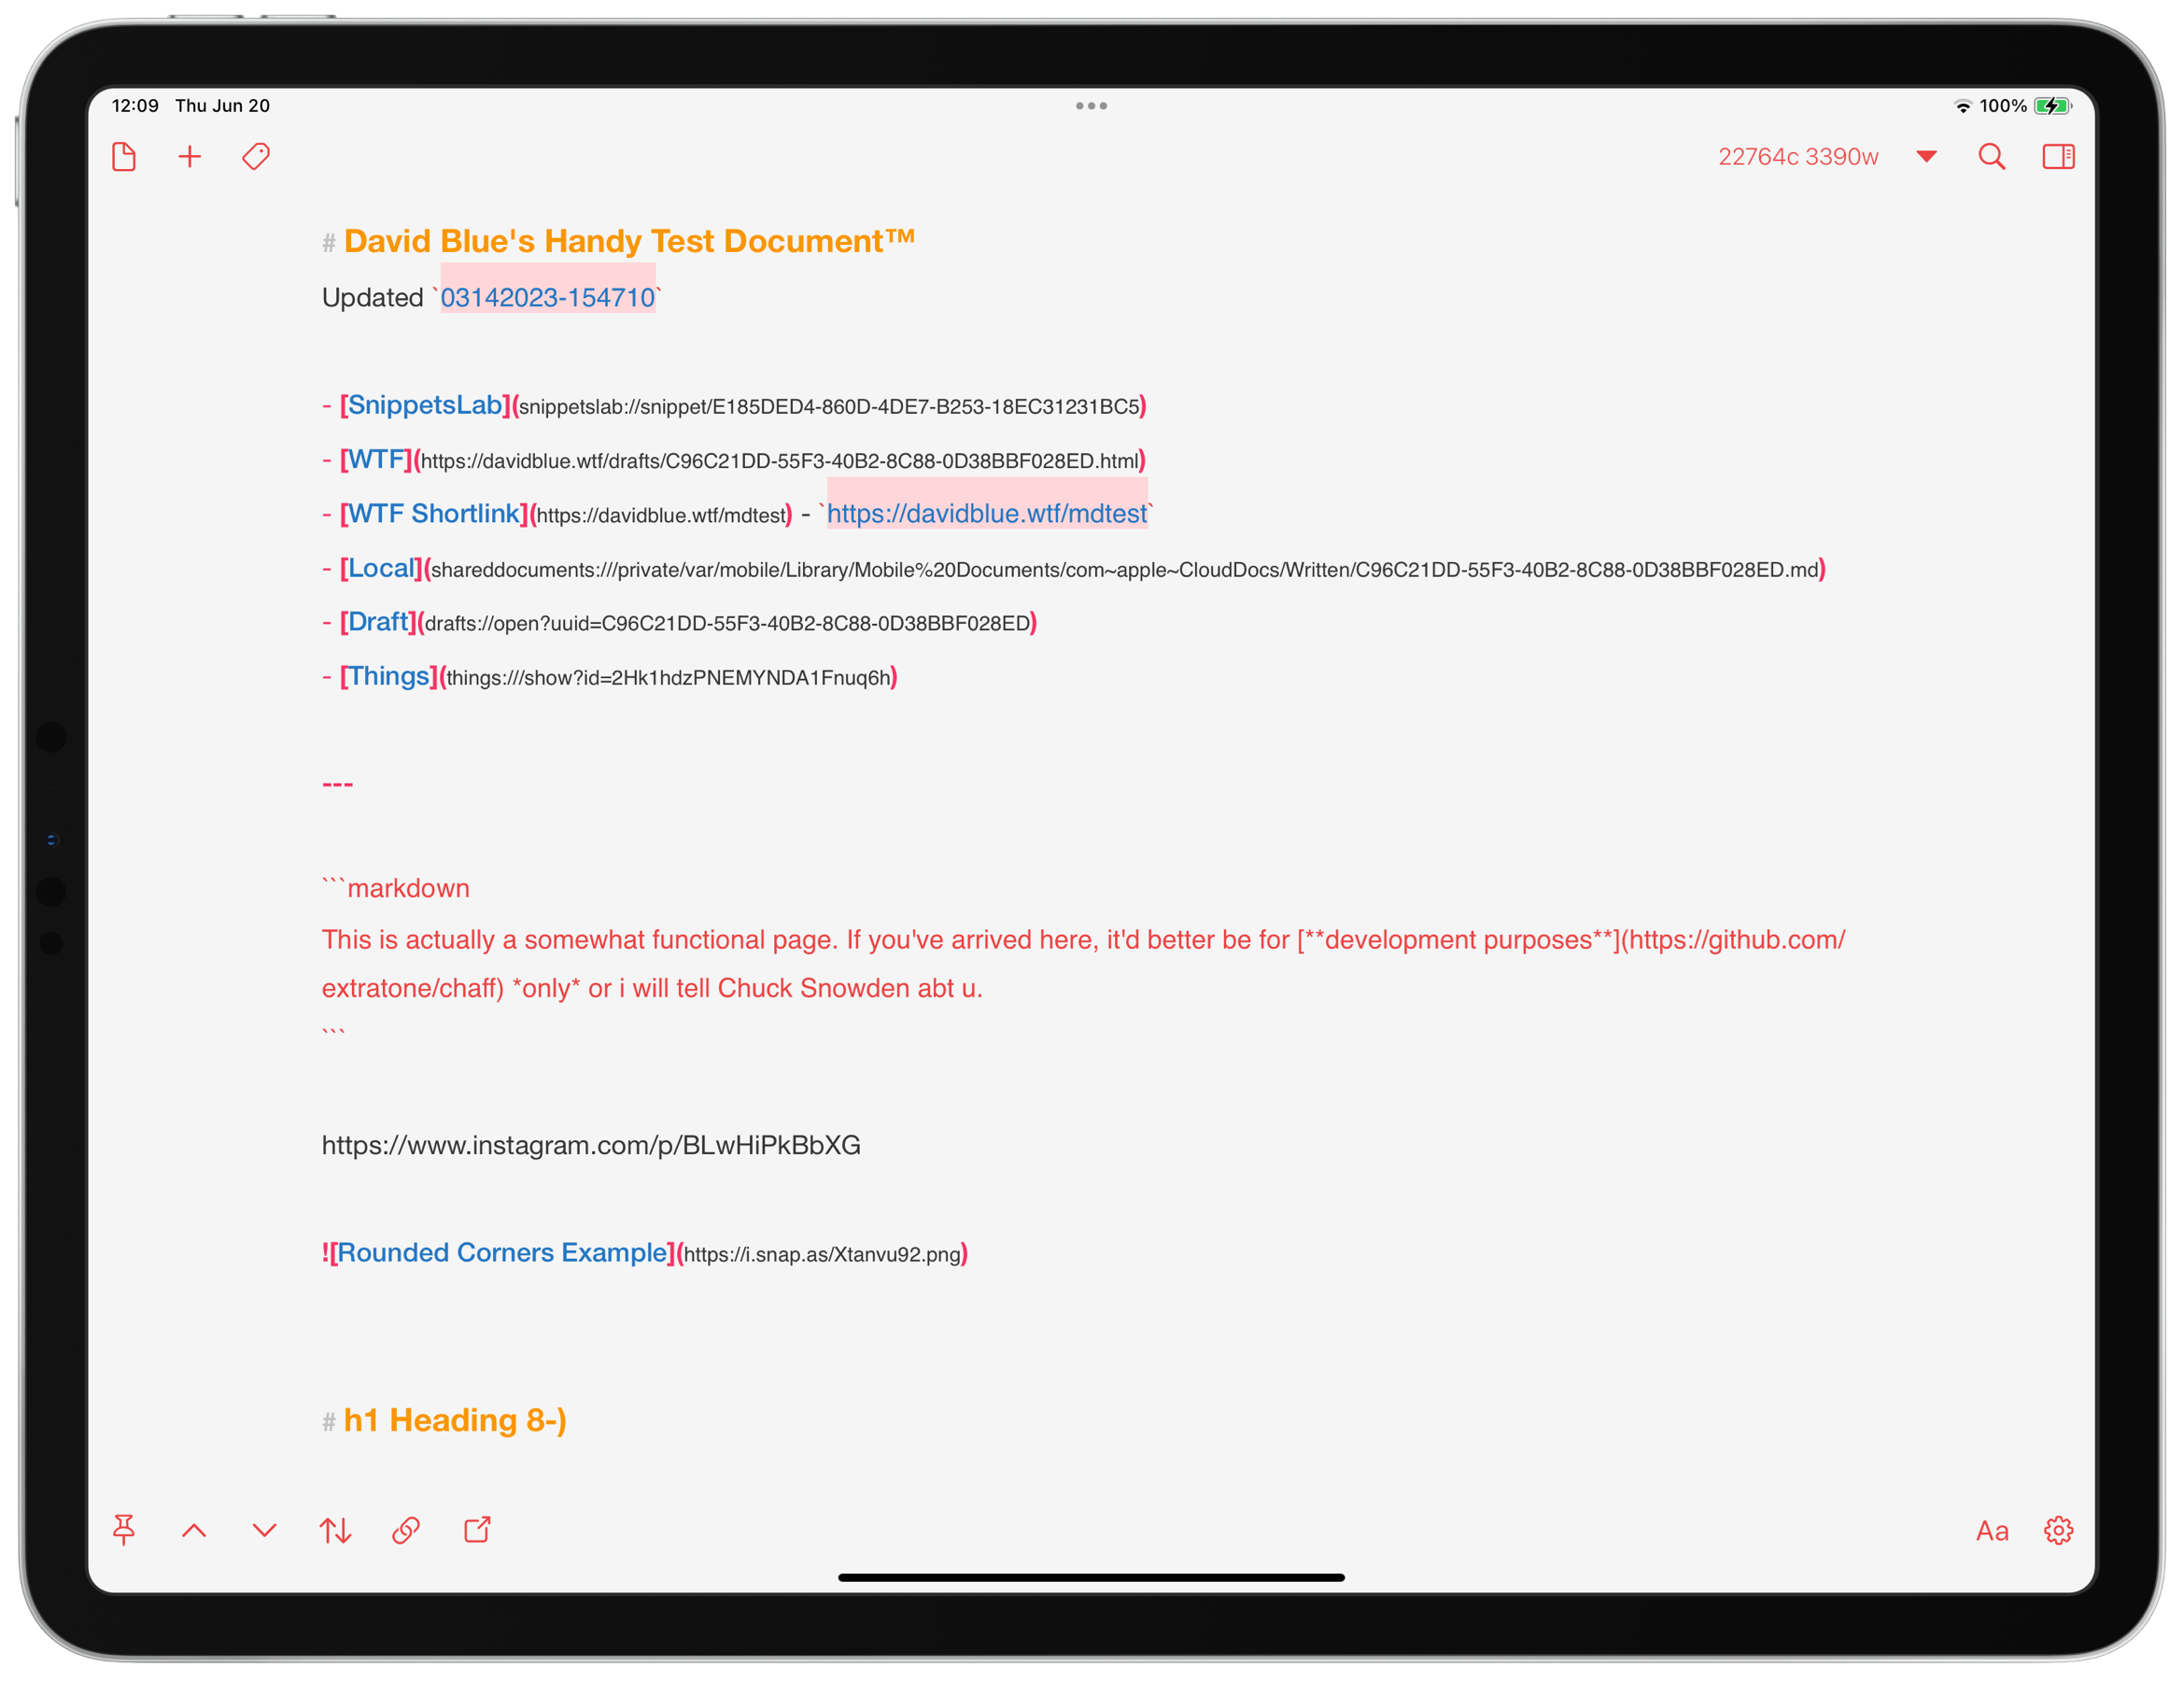 12:09 Thu Jun 20
100%
22764c 3390w
# David Blue's Handy Test Document™
Updated `03142023-154710`
- [SnippetsLab](snippetslab://snippet/E185DED4-860D-4DE7-B253-18EC31231BC5)
- [WTF](https://davidblue.wtf/drafts/C96C21DD-55F3-40B2-8C88-0D38BBF028ED.html)
- [WTF Shortlink](https://davidblue.wtf/mdtest) - `https://davidblue.wtf/mdtest`
- [Local](shareddocuments:///private/var/mobile/Library/Mobile%20Documents/com~apple~CloudDocs/Written/C96C21DD-55F3-40B2-8C88-0D38BBF028ED.md)
- [Draft](drafts://open?uuid=C96C21DD-55F3-40B2-8C88-0D38BBF028ED)
- [Things](things:///show?id=2Hk1hdzPNEMYNDA1Fnuq6h)
---
```markdown
This is actually a somewhat functional page. If you've arrived here, it'd better be for [**development purposes**](https://github.com/
extratone/chaff) *only* or i will tell Chuck Snowden abt u.
```
https://www.instagram.com/p/BLwHiPkBbXG
![Rounded Corners Example](https://i.snap.as/Xtanvu92.png)
# h1 Heading 8-)
Aa